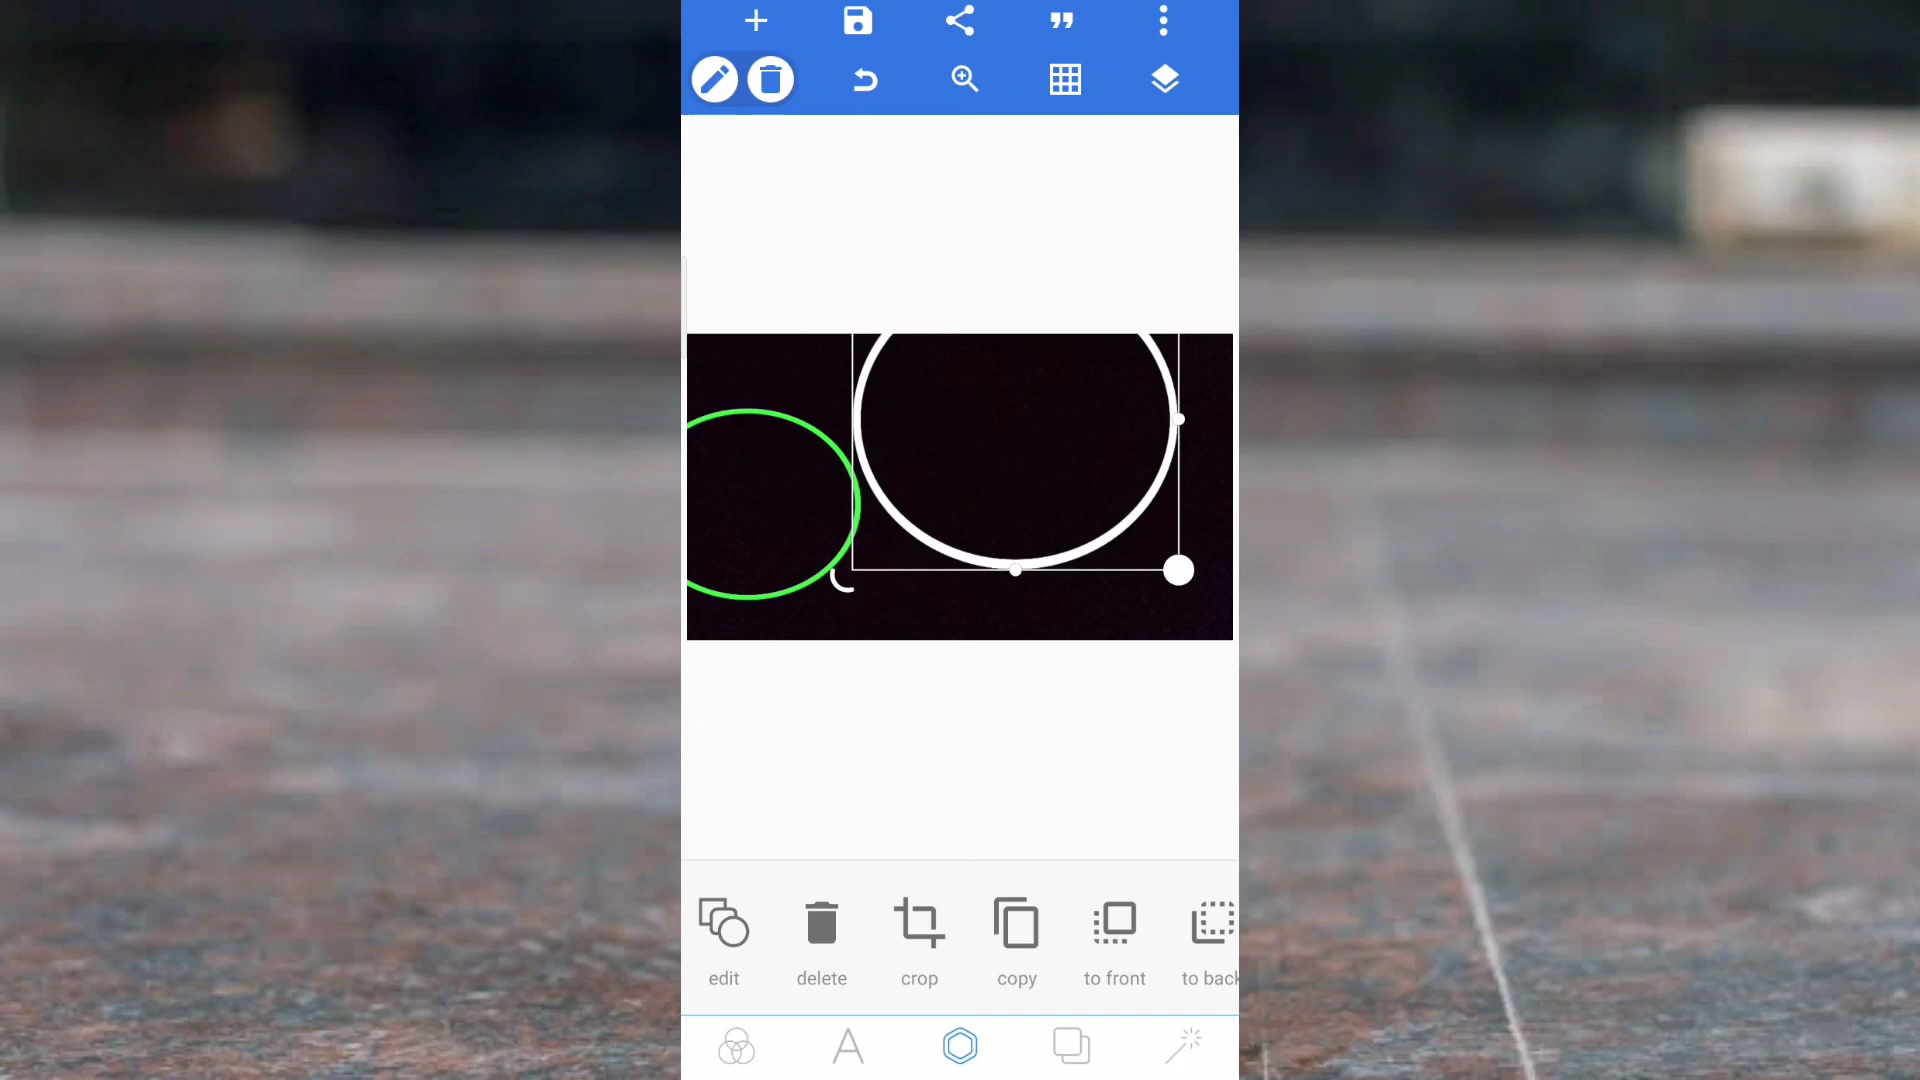 edit
delete
crop
copy
to front
to back